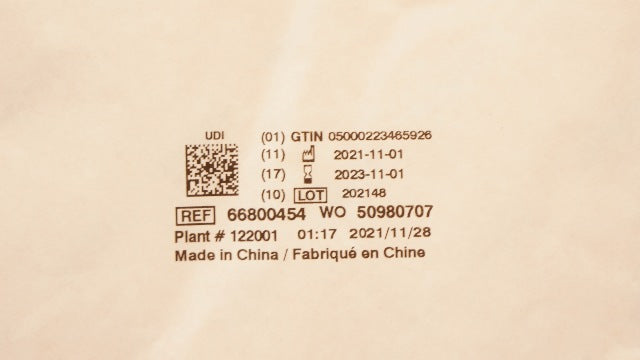 UDI
(01) GTIN 05000223465926
(11) 2021-11-01
(17) 2023-11-01
(10) LOT 202148
REF 66800454 WO 50980707
Plant # 122001 01:17 2021/11/28
Made in China / Fabriqué en Chine